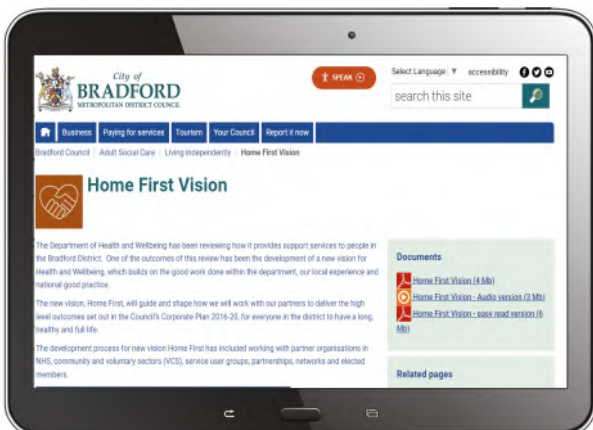 City of
BRADFORD
METROPOLITAN DISTRICT COUNCIL
SPEAK
Select Language ▼ accessibility
search this site
Business Paying for services Tourism Your Council Report it now
Bradford Council | Adult Social Care | Living independently | Home First Vision
Home First Vision
The Department of Health and Wellbeing has been reviewing how it provides support services to people in
the Bradford District. One of the outcomes of this review has been the development of a new vision for
Health and Wellbeing, which builds on the good work done within the department, our local experience and
national good practice.
The new vision, Home First, will guide and shape how we will work with our partners to deliver the high
level outcomes set out in the Council's Corporate Plan 2016-20, for everyone in the district to have a long,
healthy and full life.
The development process for new vision Home First has included working with partner organisations in
NHS, community and voluntary sectors (VCS), service user groups, partnerships, networks and elected
members
Documents
Home First Vision (4 Mb)
Home First Vision - Audio version (3 Mb)
Home First Vision - easy read version (6
Mb)
Related pages